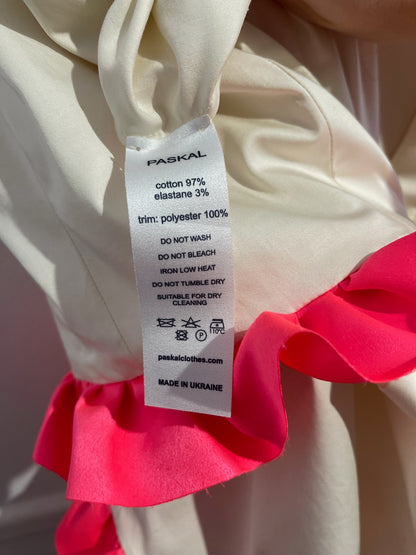 PASKAL
cotton 97%
elastane 3%
trim: polyester 100%
DO NOT WASH
DO NOT BLEACH
IRON LOW HEAT
DO NOT TUMBLE DRY
SUITABLE FOR DRY
CLEANING
110°C
P
paskalclothes.com
MADE IN UKRAINE